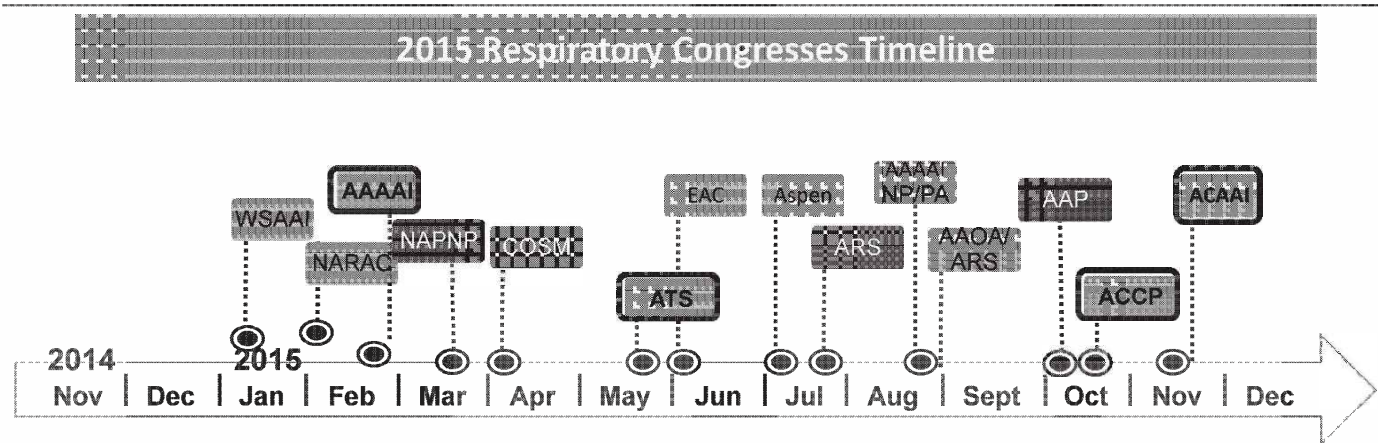 2015 Respiratory Congresses Timeline
WSAAI
NARAC
AAAAI
NAPNP
COSM
ATS
EAC
Aspen
ARS
AAAAI
NP/PA
AAOA/
ARS
AAP
ACCP
ACAAI
2014
2015
Nov | Dec | Jan | Feb | Mar | Apr | May | Jun | Jul | Aug | Sept | Oct | Nov | Dec